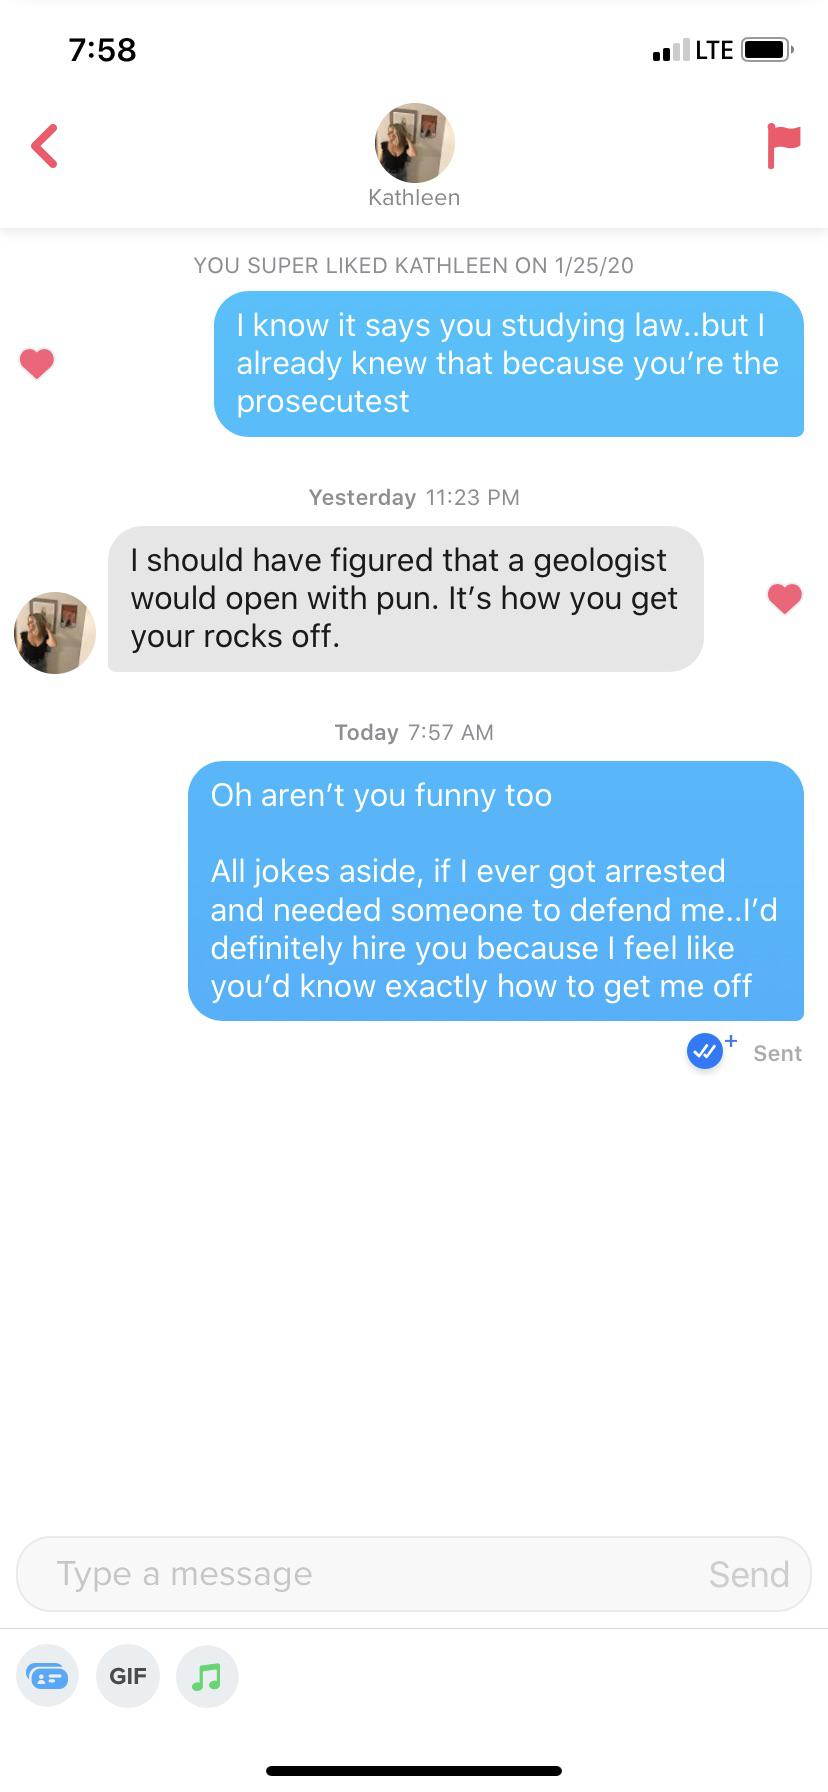 7:58
LTE
Kathleen
YOU SUPER LIKED KATHLEEN ON 1/25/20
I know it says you studying law..but I
already knew that because you’re the
prosecutest
Yesterday 11:23 PM
I should have figured that a geologist
would open with pun. It’s how you get
your rocks off.
Today 7:57 AM
Oh aren’t you funny too
All jokes aside, if I ever got arrested
and needed someone to defend me..I’d
definitely hire you because I feel like
you’d know exactly how to get me off
Sent
Type a message
Send
GIF